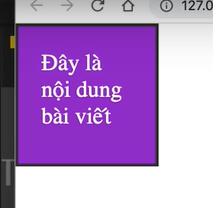 127.0
Đây là
nội dung
bài viết
T